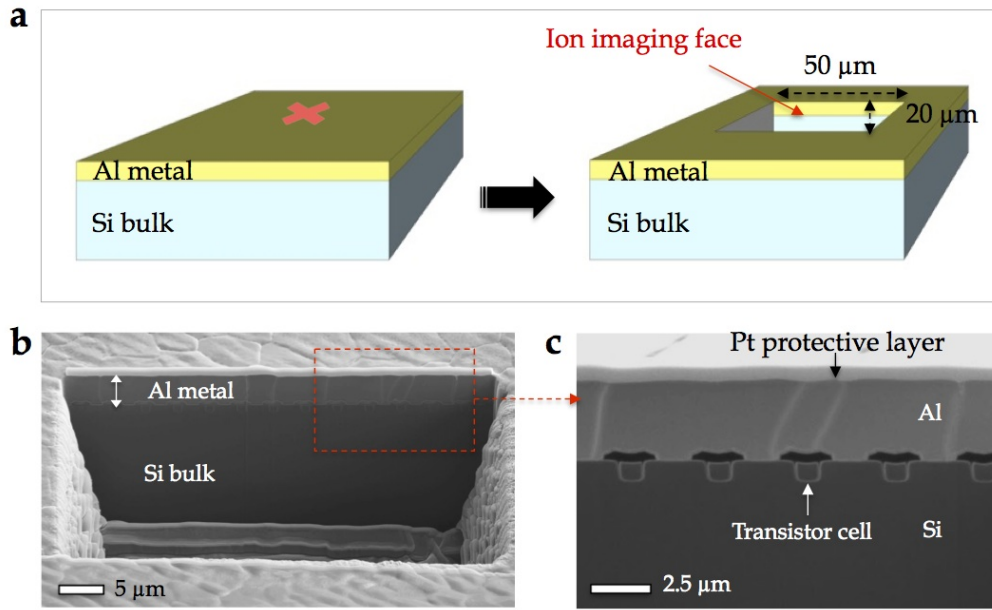 a
Ion imaging face
50 µm
20 µm
Al metal
Si bulk
Al metal
Si bulk
b
Al metal
Si bulk
5 µm
c
Pt protective layer
Al
Transistor cell
Si
2.5 µm